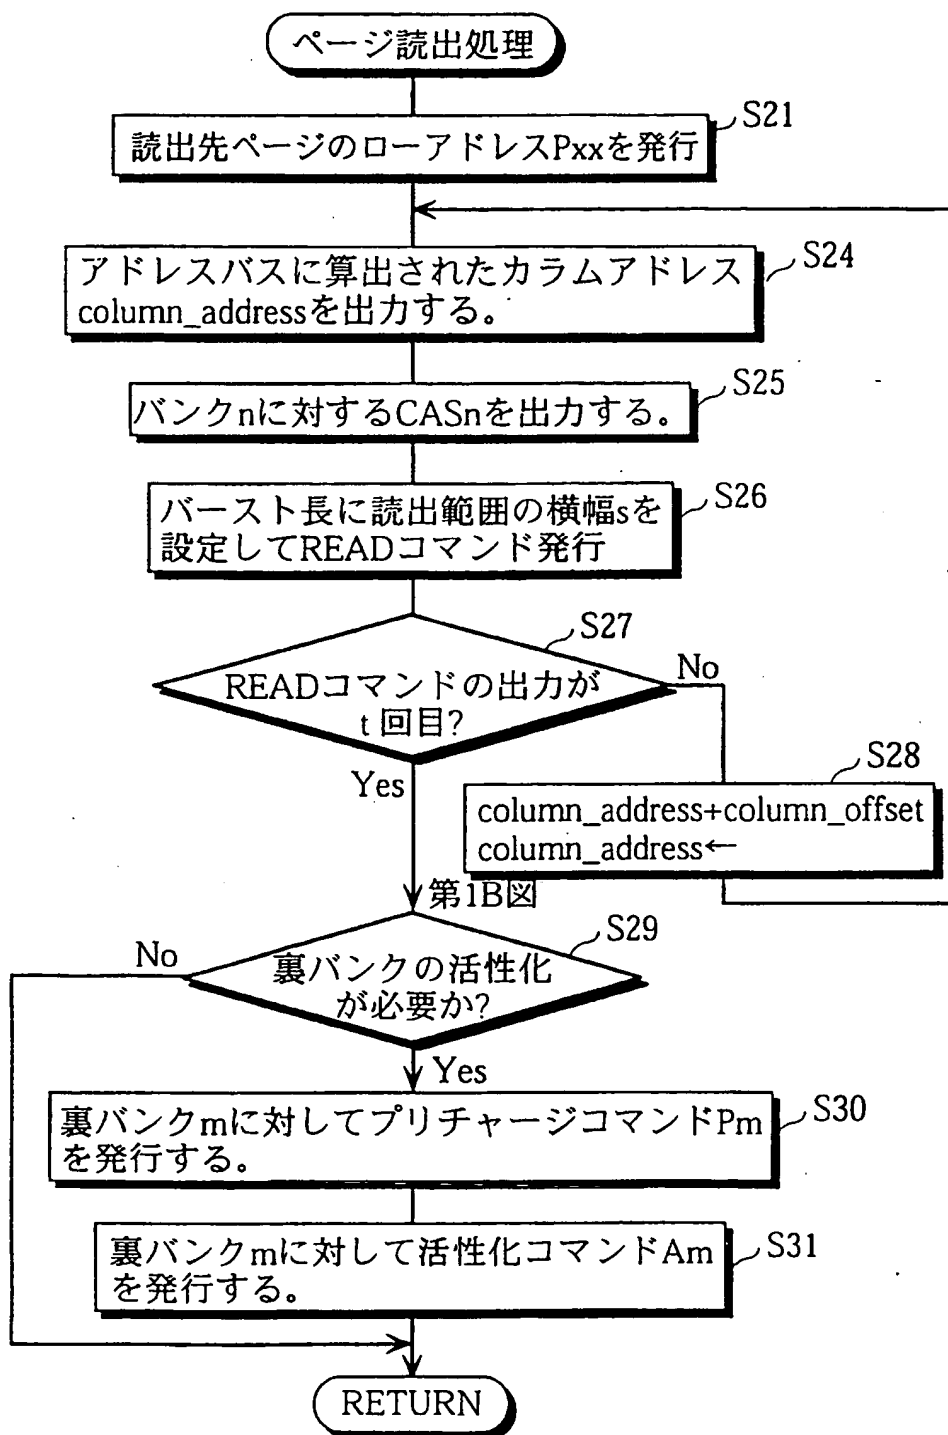 ページ読出処理
S21
読出先ページのローアドレスPxxを発行
S24
アドレスバスに算出されたカラムアドレス
column_addressを出力する。
S25
バンクnに対するCASnを出力する。
S26
バースト長に読出範囲の横幅sを
設定してREADコマンド発行
S27
READコマンドの出力が
t回目?
No
Yes
S28
column_address+column_offset
column_address←
第1B図
S29
裏バンクの活性化
が必要か?
No
Yes
S30
裏バンクmに対してプリチャージコマンドPm
を発行する。
S31
裏バンクmに対して活性化コマンドAm
を発行する。
RETURN